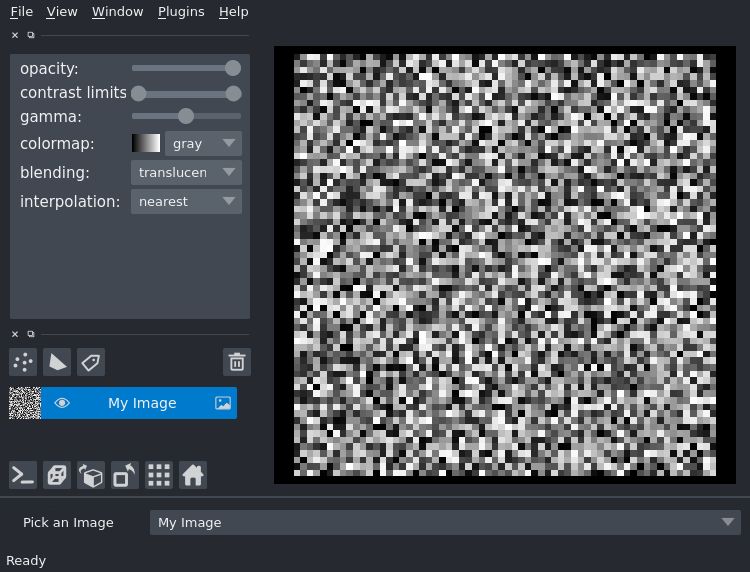 File View Window Plugins Help
opacity:
contrast limits
gamma:
colormap: gray
blending: translucen
interpolation: nearest
My Image
Pick an Image My Image
Ready